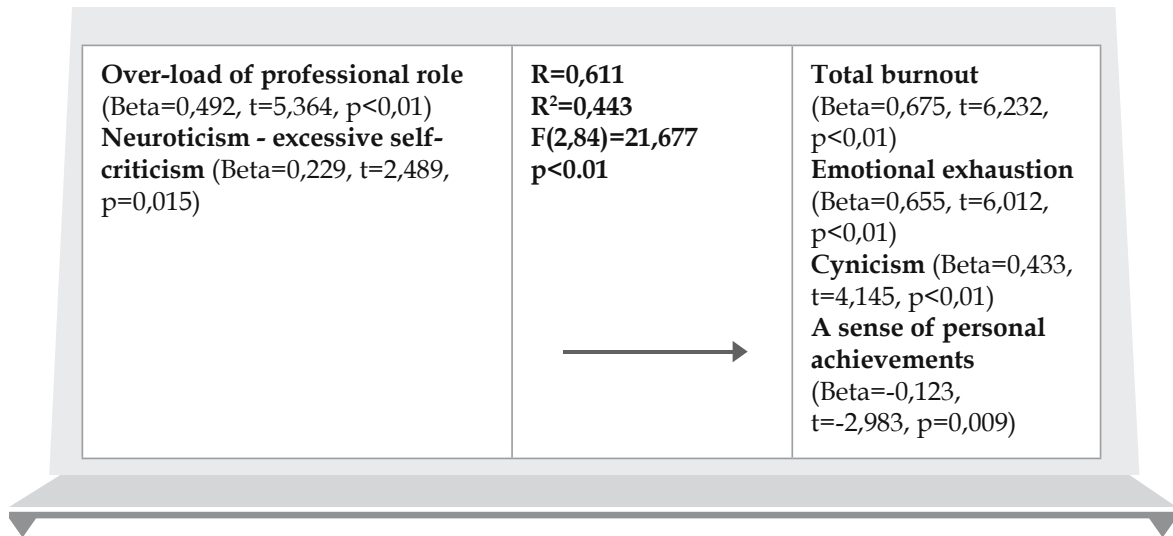 Over-load of professional role
(Beta=0,492, t=5,364, p<0,01)
Neuroticism - excessive self-
criticism (Beta=0,229, t=2,489,
p=0,015)
R=0,611
R²=0,443
F(2,84)=21,677
p<0.01
Total burnout
(Beta=0,675, t=6,232,
p<0,01)
Emotional exhaustion
(Beta=0,655, t=6,012,
p<0,01)
Cynicism (Beta=0,433,
t=4,145, p<0,01)
A sense of personal
achievements
(Beta=-0,123,
t=-2,983, p=0,009)